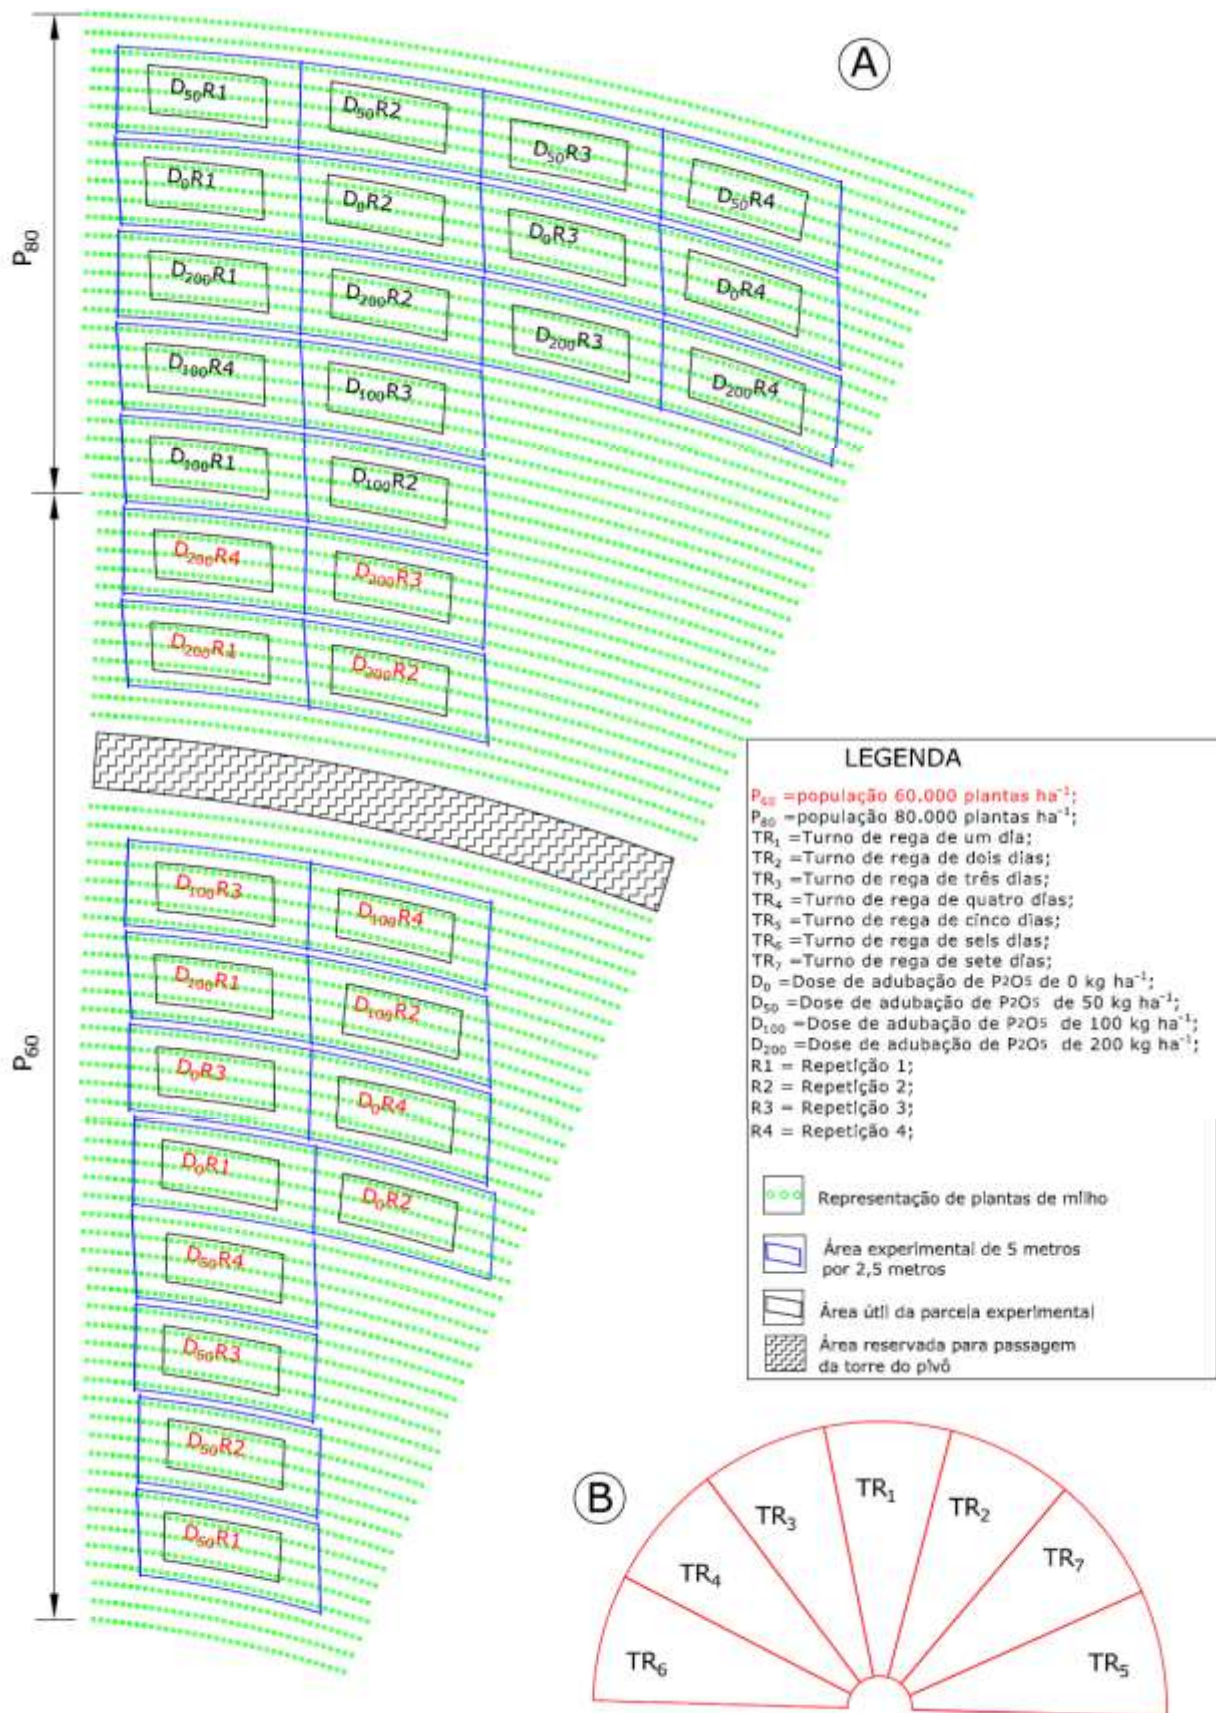 A
P₈₀
D₅₀R1
D₅₀R2
D₅₀R3
D₅₀R4
D₀R1
D₀R2
D₀R3
D₀R4
D₂₀₀R1
D₂₀₀R2
D₂₀₀R3
D₂₀₀R4
D₁₀₀R4
D₁₀₀R3
D₁₀₀R1
D₁₀₀R2
P₆₀
D₂₀₀R4
D₂₀₀R3
D₂₀₀R1
D₂₀₀R2
D₁₀₀R3
D₁₀₀R4
D₁₀₀R2
D₀R3
D₀R4
D₀R1
D₀R2
D₅₀R4
D₅₀R3
D₅₀R2
D₅₀R1
LEGENDA
P₆₀ =população 60.000 plantas ha⁻¹;
P₈₀ =população 80.000 plantas ha⁻¹;
TR₁ =Turno de rega de um dia;
TR₂ =Turno de rega de dois dias;
TR₃ =Turno de rega de três dias;
TR₄ =Turno de rega de quatro dias;
TR₅ =Turno de rega de cinco dias;
TR₆ =Turno de rega de seis dias;
TR₇ =Turno de rega de sete dias;
D₀ =Dose de adubação de P2O5 de 0 kg ha⁻¹;
D₅₀ =Dose de adubação de P2O5 de 50 kg ha⁻¹;
D₁₀₀ =Dose de adubação de P2O5 de 100 kg ha⁻¹;
D₂₀₀ =Dose de adubação de P2O5 de 200 kg ha⁻¹;
R1 = Repetição 1;
R2 = Repetição 2;
R3 = Repetição 3;
R4 = Repetição 4;
Representação de plantas de milho
Área experimental de 5 metros
por 2,5 metros
Área útil da parcela experimental
Área reservada para passagem
da torre do pivô
B
TR₆
TR₄
TR₃
TR₁
TR₂
TR₇
TR₅